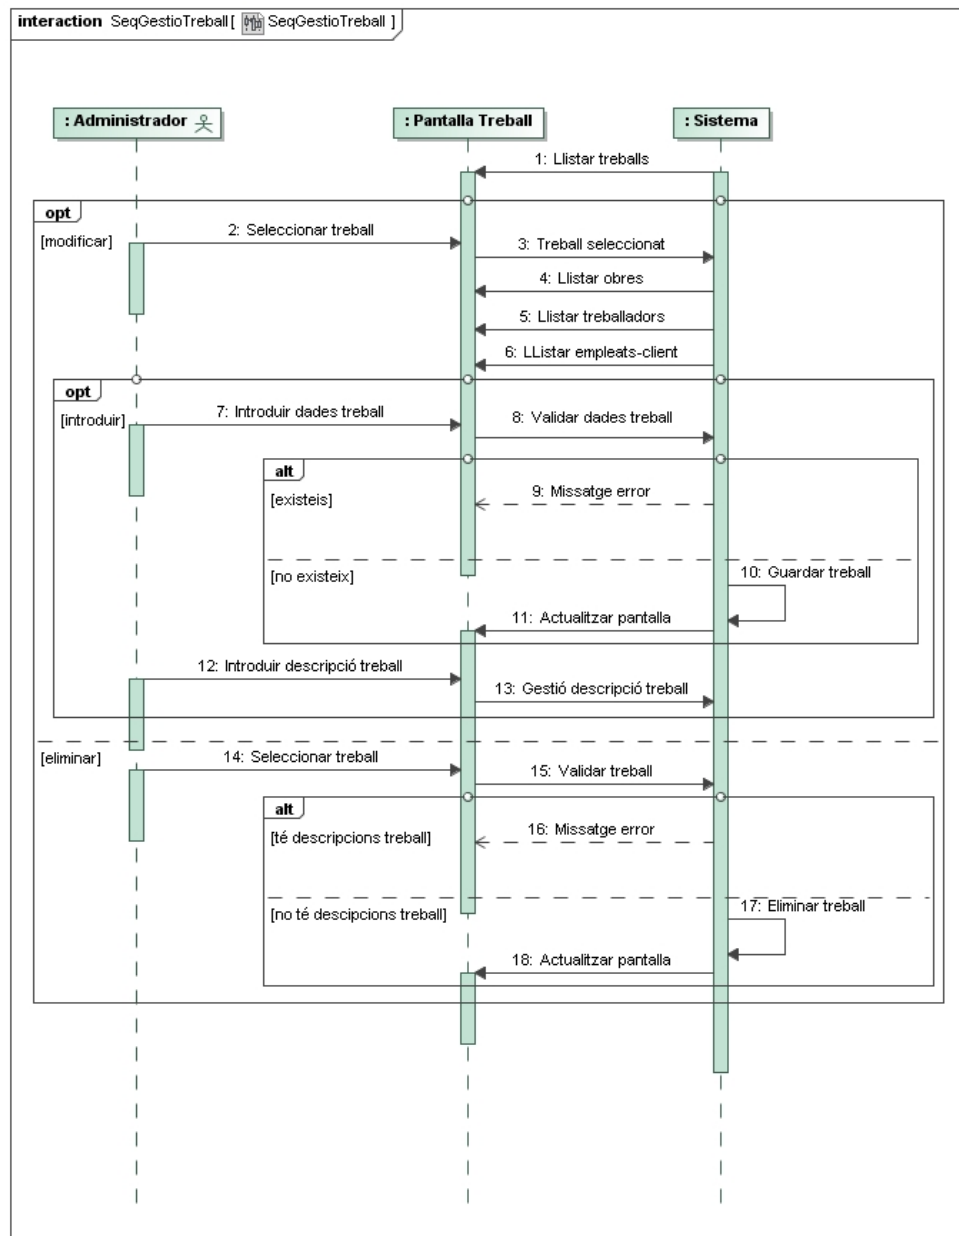 interaction SeqGestioTreball[ SeqGestioTreball ]
: Administrador
: Pantalla Treball
: Sistema
1: Llistar treballs
opt
[modificar]
2: Seleccionar treball
3: Treball seleccionat
4: Llistar obres
5: Llistar treballadors
6: LListar empleats-client
opt
[introduir]
7: Introduir dades treball
8: Validar dades treball
alt
[existeis]
9: Missatge error
[no existeix]
10: Guardar treball
11: Actualitzar pantalla
12: Introduir descripció treball
13: Gestió descripció treball
[eliminar]
14: Seleccionar treball
15: Validar treball
alt
[té descripcions treball]
16: Missatge error
[no té descipcions treball]
17: Eliminar treball
18: Actualitzar pantalla